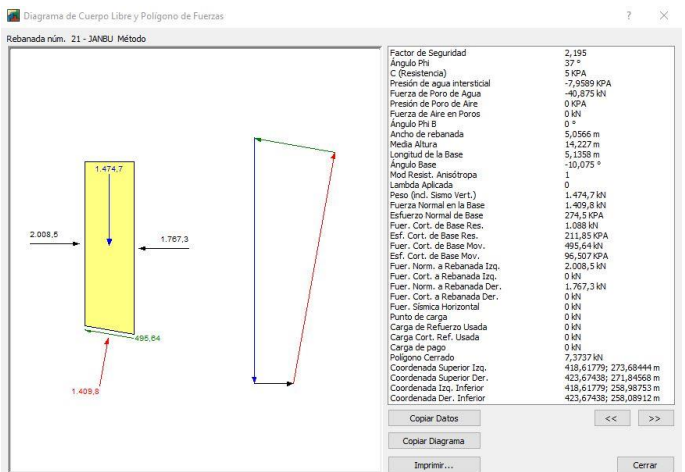 Diagrama de Cuerpo Libre y Polígono de Fuerzas
?
Rebanada núm. 21 - JANBU Método
1.474,7
2.008,5
1.767,3
495,64
1.409,8
Factor de Seguridad 2,195
Ángulo Phi 37 °
C (Resistencia) 5 KPA
Presión de agua intersticial -7,9589 KPA
Fuerza de Poro de Agua -40,875 kN
Presión de Poro de Aire 0 KPA
Fuerza de Aire en Poros 0 kN
Ángulo Phi B 0 °
Ancho de rebanada 5,0566 m
Media Altura 14,227 m
Longitud de la Base 5,1358 m
Ángulo Base -10,075 °
Mod Resist. Anisótropa 1
Lambda Aplicada 0
Peso (incl. Sismo Vert.) 1.474,7 kN
Fuerza Normal en la Base 1.409,8 kN
Esfuerzo Normal de Base 274,5 KPA
Fuer. Cort. de Base Res. 1.088 kN
Esf. Cort. de Base Res. 211,85 KPA
Fuer. Cort. de Base Mov. 495,64 kN
Esf. Cort. de Base Mov. 96,507 KPA
Fuer. Norm. a Rebanada Izq. 2.008,5 kN
Fuer. Cort. a Rebanada Izq. 0 kN
Fuer. Norm. a Rebanada Der. 1.767,3 kN
Fuer. Cort. a Rebanada Der. 0 kN
Fuer. Sísmica Horizontal 0 kN
Punto de carga 0 kN
Carga de Refuerzo Usada 0 kN
Carga Cort. Ref. Usada 0 kN
Carga de pago 0 kN
Polígono Cerrado 7,3737 kN
Coordenada Superior Izq. 418,61779; 273,68444 m
Coordenada Superior Der. 423,67438; 271,84568 m
Coordenada Izq. Inferior 418,61779; 258,98753 m
Coordenada Der. Inferior 423,67438; 258,08912 m
Copiar Datos
<< >>
Copiar Diagrama
Imprimir...
Cerrar